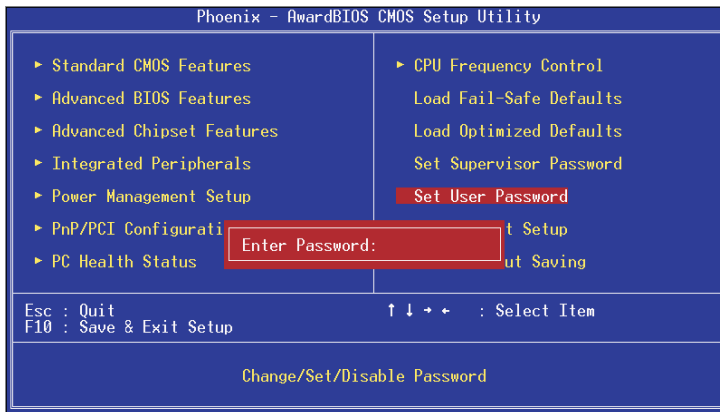 Phoenix - AwardBIOS CMOS Setup Utility
► Standard CMOS Features
► Advanced BIOS Features
► Advanced Chipset Features
► Integrated Peripherals
► Power Management Setup
► PnP/PCI Configurati
► PC Health Status
► CPU Frequency Control
Load Fail-Safe Defaults
Load Optimized Defaults
Set Supervisor Password
Set User Password
t Setup
ut Saving
Enter Password:
Esc : Quit
F10 : Save & Exit Setup
↑ ↓ → ← : Select Item
Change/Set/Disable Password